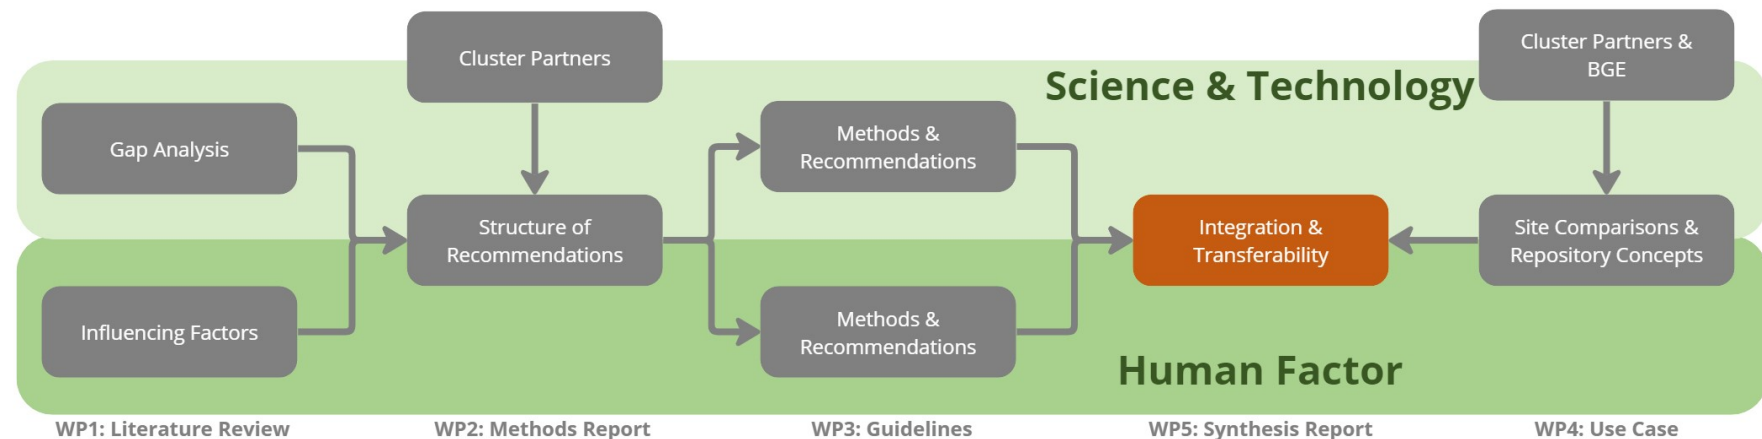 Cluster Partners
Cluster Partners &
BGE
Science & Technology
Gap Analysis
Methods &
Recommendations
Structure of
Recommendations
Integration &
Transferability
Site Comparisons &
Repository Concepts
Influencing Factors
Methods &
Recommendations
Human Factor
WP1: Literature Review
WP2: Methods Report
WP3: Guidelines
WP5: Synthesis Report
WP4: Use Case